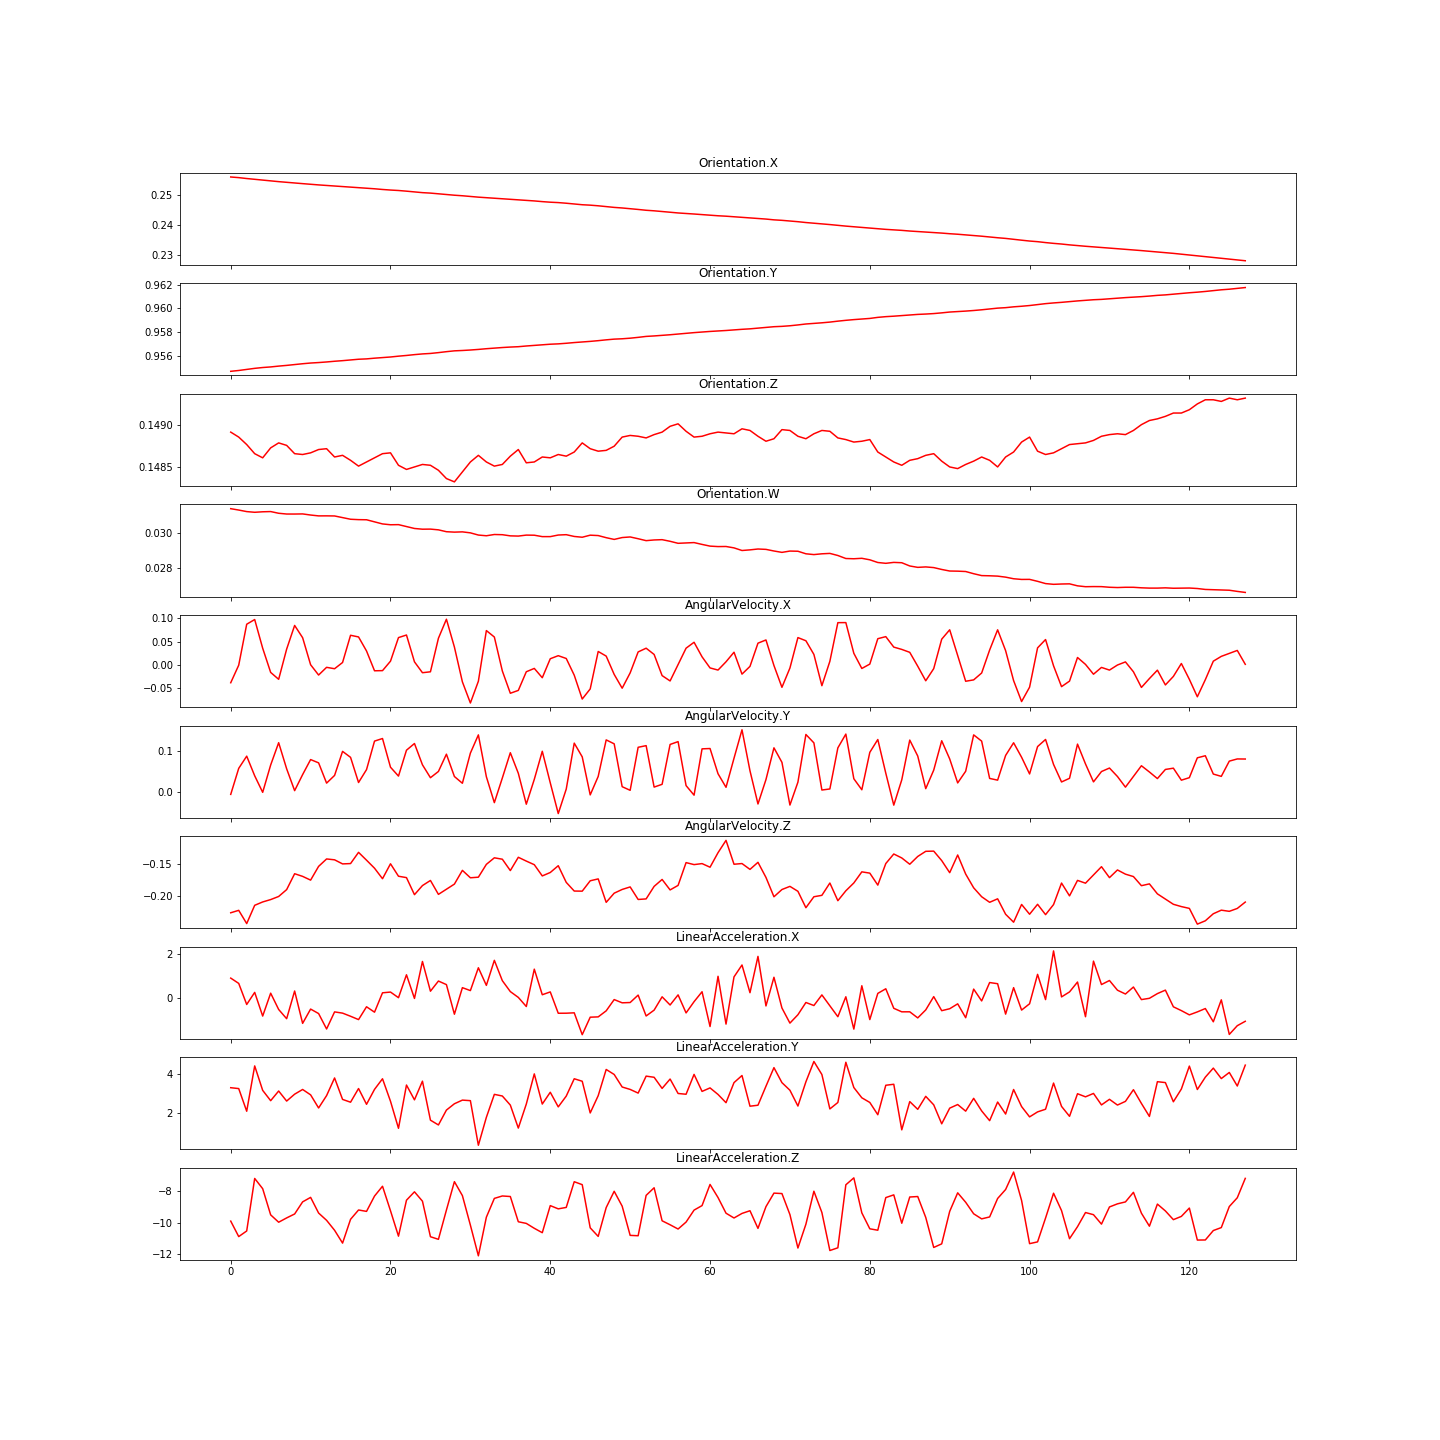 Orientation.X
0.25
0.24
0.23
Orientation.Y
0.962
0.960
0.958
0.956
Orientation.Z
0.1490
0.1485
Orientation.W
0.030
0.028
AngularVelocity.X
0.10
0.05
0.00
−0.05
AngularVelocity.Y
0.1
0.0
AngularVelocity.Z
−0.15
−0.20
LinearAcceleration.X
2
0
LinearAcceleration.Y
4
2
LinearAcceleration.Z
−8
−10
−12
0 20 40 60 80 100 120